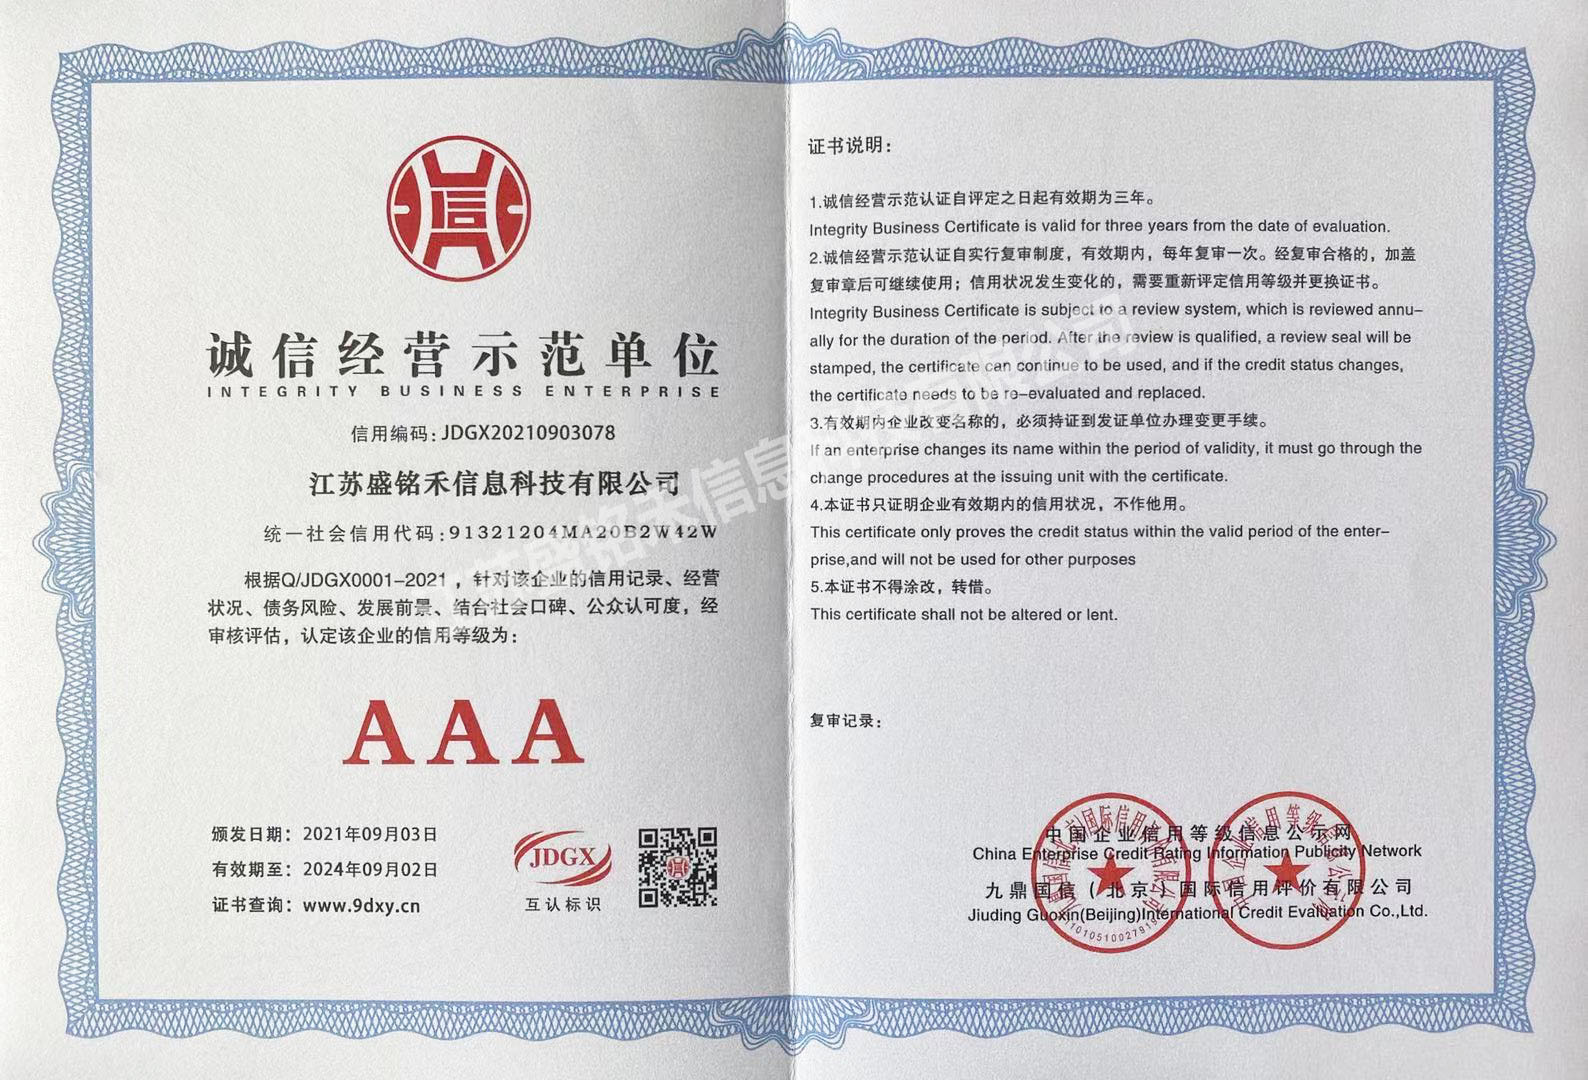 信
诚信经营示范单位
INTEGRITY BUSINESS ENTERPRISE
信用编码:JDGX20210903078
江苏盛铭禾信息科技有限公司
统一社会信用代码:91321204MA20B2W42W
根据Q/JDGX0001-2021，针对该企业的信用记录、经营
状况、债务风险、发展前景、结合社会口碑、公众认可度，经
审核评估，认定该企业的信用等级为:
AAA
颁发日期: 2021年09月03日
有效期至: 2024年09月02日
证书查询: www.9dxy.cn
JDGX
互认标识
证书说明:
1.诚信经营示范认证自评定之日起有效期为三年。
Integrity Business Certificate is valid for three years from the date of evaluation.
2.诚信经营示范认证自实行复审制度，有效期内，每年复审一次。经复审合格的，加盖
复审章后可继续使用；信用状况发生变化的，需要重新评定信用等级并更换证书。
Integrity Business Certificate is subject to a review system, which is reviewed annu-
ally for the duration of the period. After the review is qualified, a review seal will be
stamped, the certificate can continue to be used, and if the credit status changes,
the certificate needs to be re-evaluated and replaced.
3.有效期内企业改变名称的，必须持证到发证单位办理变更手续。
If an enterprise changes its name within the period of validity, it must go through the
change procedures at the issuing unit with the certificate.
4.本证书只证明企业有效期内的信用状况，不作他用。
This certificate only proves the credit status within the valid period of the enter-
prise,and will not be used for other purposes
5.本证书不得涂改，转借。
This certificate shall not be altered or lent.
复审记录:
中国企业信用等级信息公示网
China Enterprise Credit Rating Information Publicity Network
九鼎国信（北京）国际信用评价有限公司
Jiuding Guoxin(Beijing)International Credit Evaluation Co.,Ltd.
江苏盛铭禾信息科技有限公司